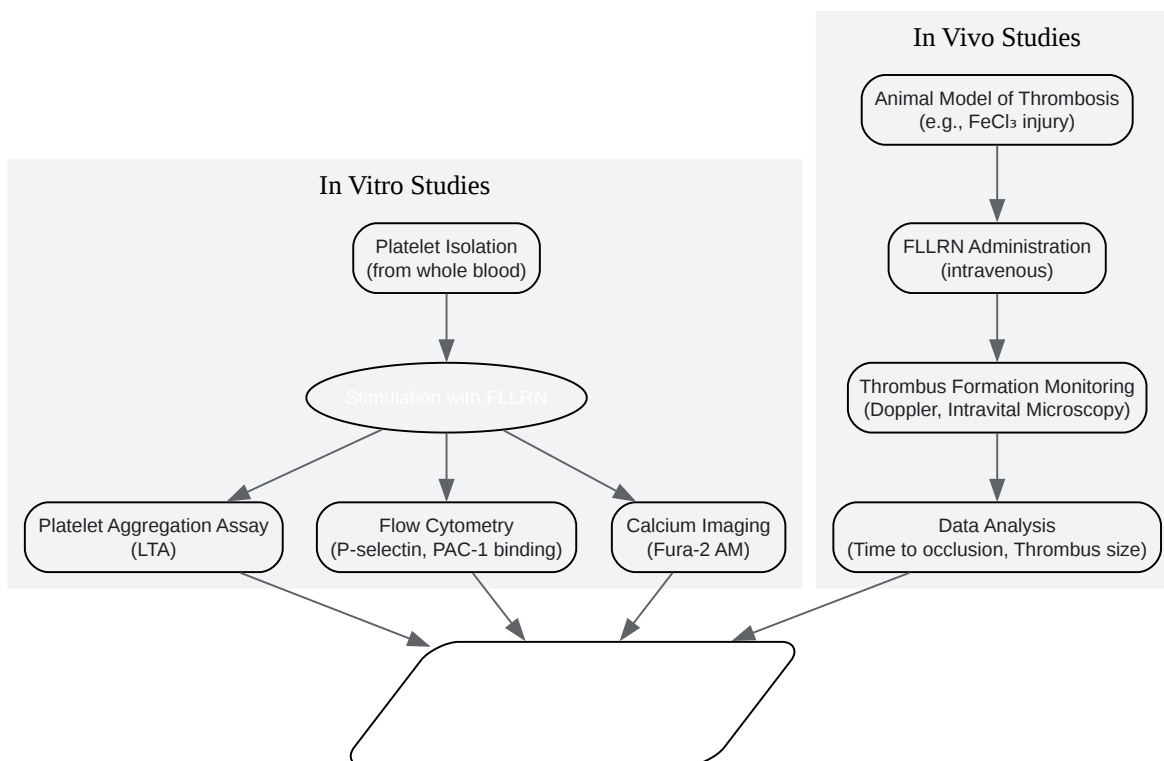 In Vivo Studies
Animal Model of Thrombosis
(e.g., FeCl₃ injury)
In Vitro Studies
Platelet Isolation
(from whole blood)
FLLRN Administration
(intravenous)
Stimulation with FLLRN
Thrombus Formation Monitoring
(Doppler, Intravital Microscopy)
Platelet Aggregation Assay
(LTA)
Flow Cytometry
(P-selectin, PAC-1 binding)
Calcium Imaging
(Fura-2 AM)
Data Analysis
(Time to occlusion, Thrombus size)